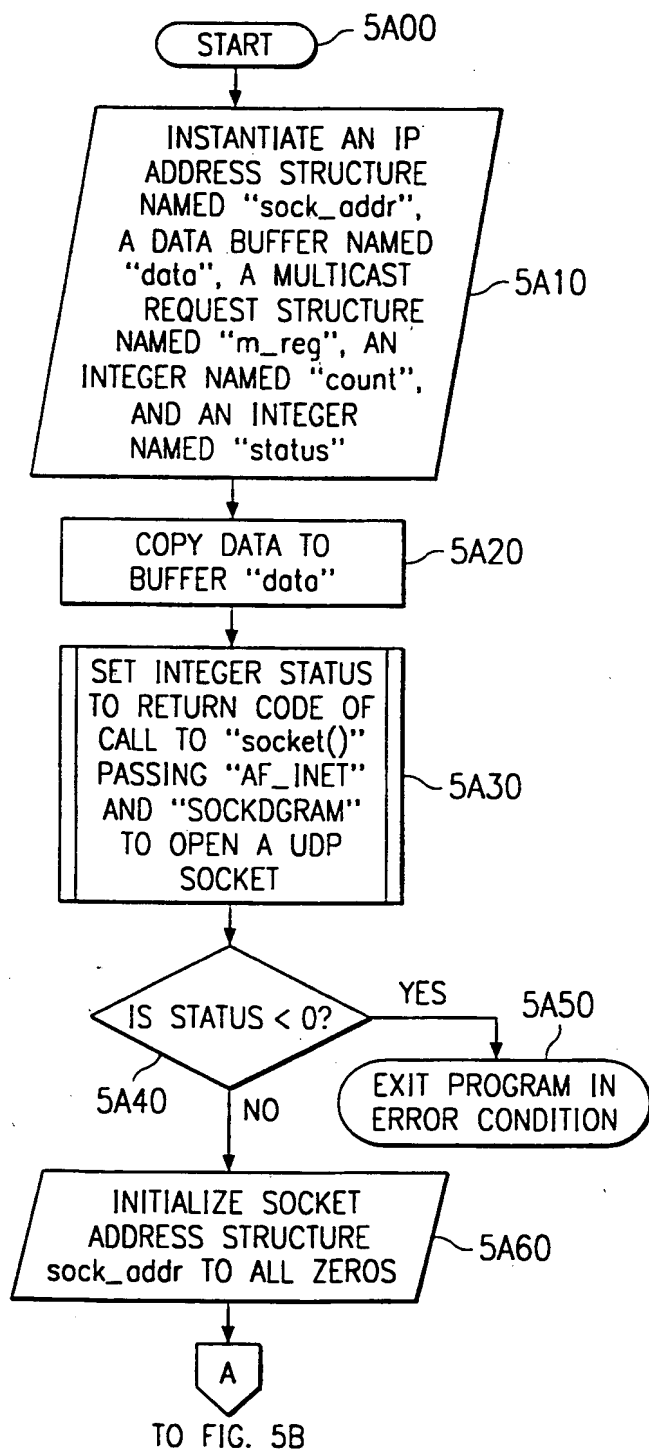 START
5A00
INSTANTIATE AN IP
ADDRESS STRUCTURE
NAMED “sock_addr”,
A DATA BUFFER NAMED
“data”, A MULTICAST
REQUEST STRUCTURE
NAMED “m_reg”, AN
INTEGER NAMED “count”,
AND AN INTEGER
NAMED “status”
5A10
COPY DATA TO
BUFFER “data”
5A20
SET INTEGER STATUS
TO RETURN CODE OF
CALL TO “socket()”
PASSING “AF_INET”
AND “SOCKDGRAM”
TO OPEN A UDP
SOCKET
5A30
IS STATUS < 0?
YES
5A40
NO
5A50
EXIT PROGRAM IN
ERROR CONDITION
INITIALIZE SOCKET
ADDRESS STRUCTURE
sock_addr TO ALL ZEROS
5A60
A
TO FIG. 5B